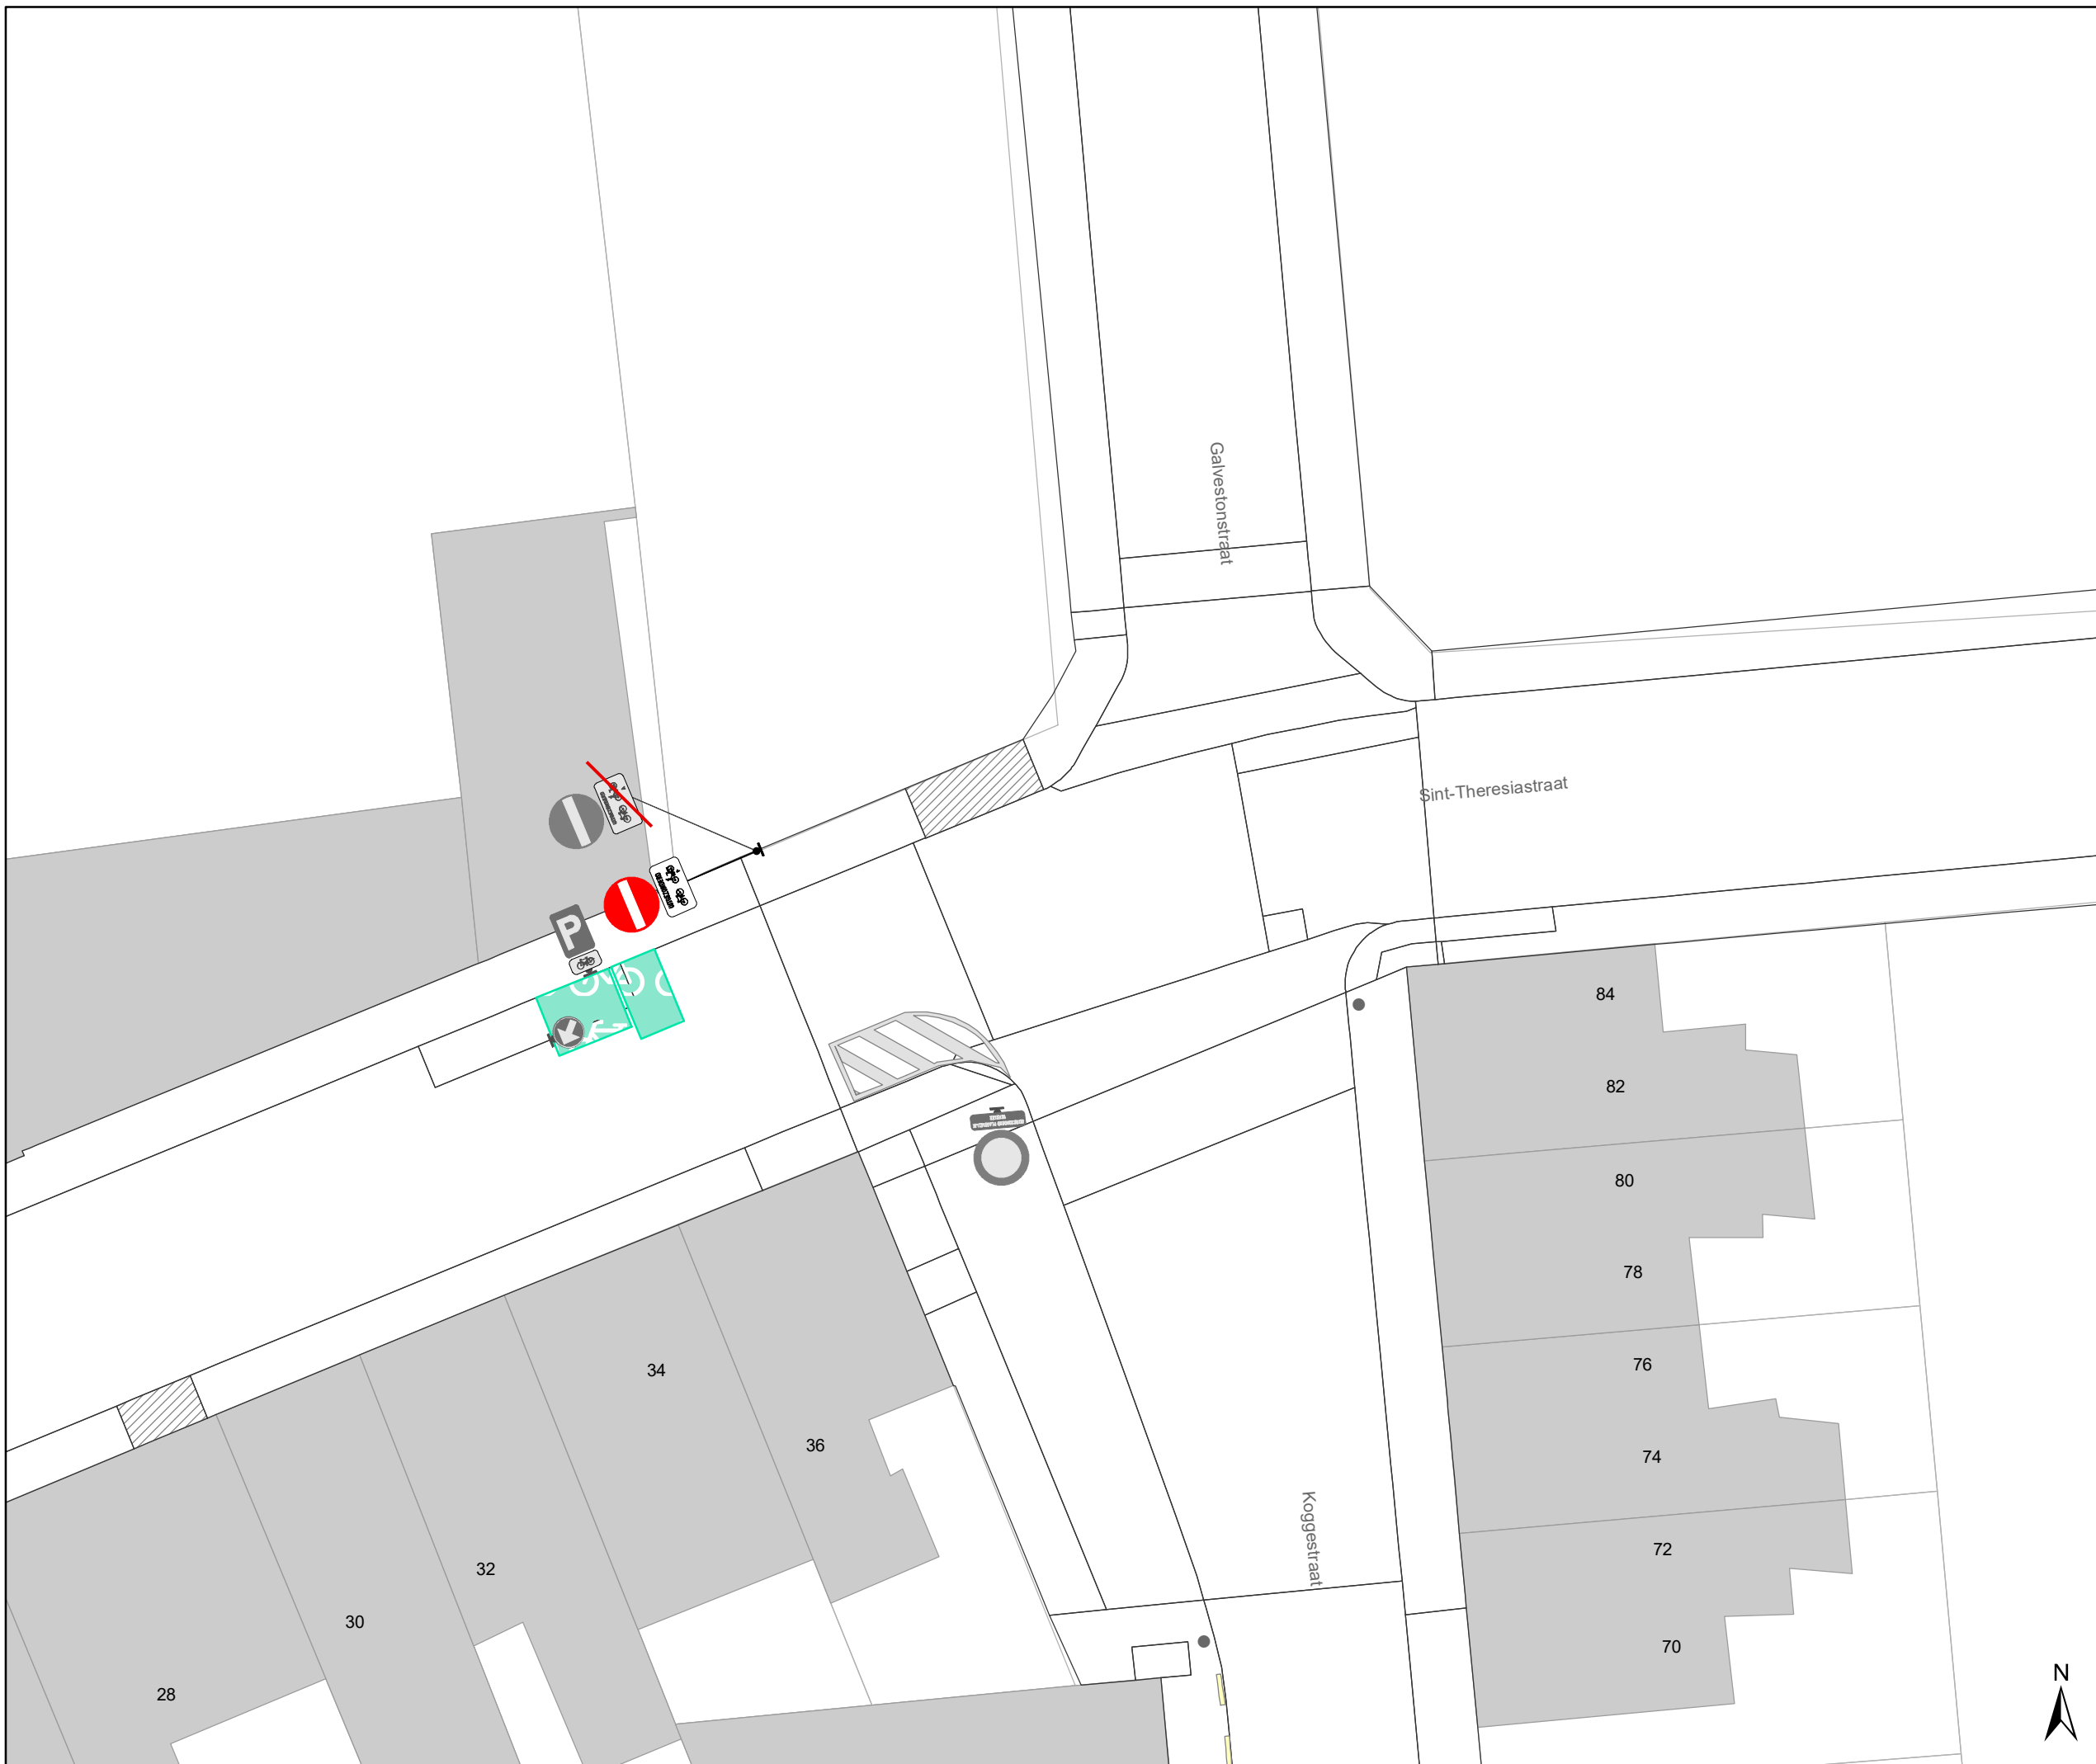 Galvestonstraat
Sint-Theresiastraat
P
84
82
80
78
76
34
36
74
72
Koggestraat
32
30
70
28
N